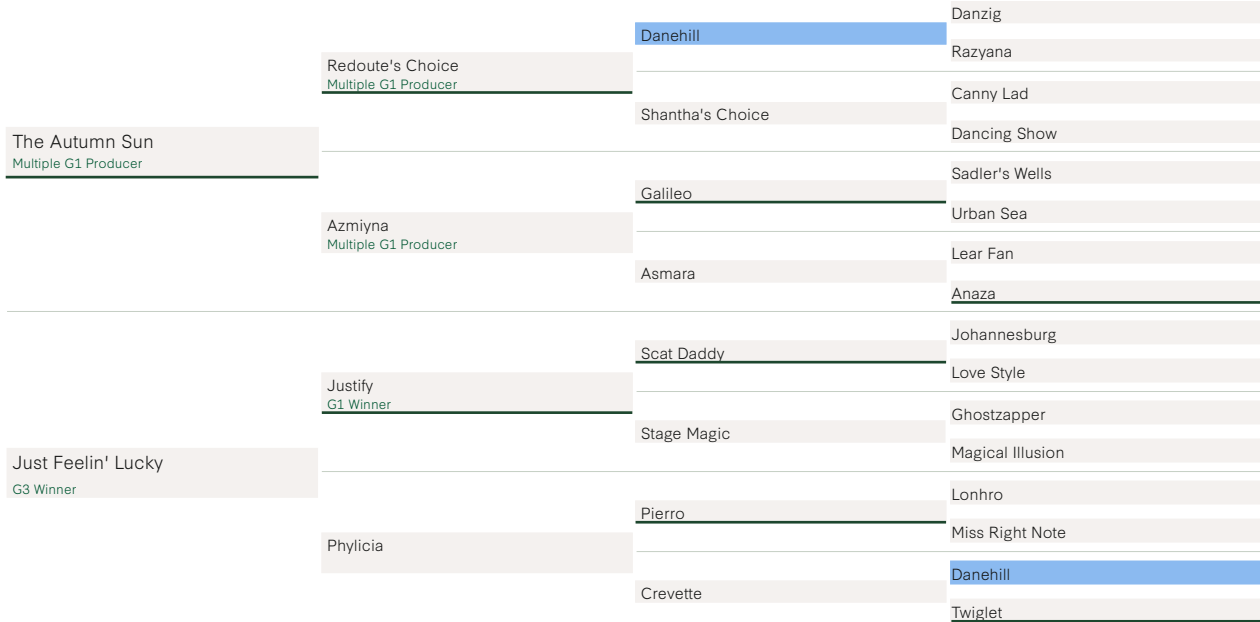 The Autumn Sun
Multiple G1 Producer
Just Feelin' Lucky
G3 Winner
Redoute's Choice
Multiple G1 Producer
Azmiyna
Multiple G1 Producer
Justify
G1 Winner
Phylicia
Danehill
Shantha's Choice
Galileo
Asmara
Scat Daddy
Stage Magic
Pierro
Crevette
Danzig
Razyana
Canny Lad
Dancing Show
Sadler's Wells
Urban Sea
Lear Fan
Anaza
Johannesburg
Love Style
Ghostzapper
Magical Illusion
Lonhro
Miss Right Note
Danehill
Twiglet